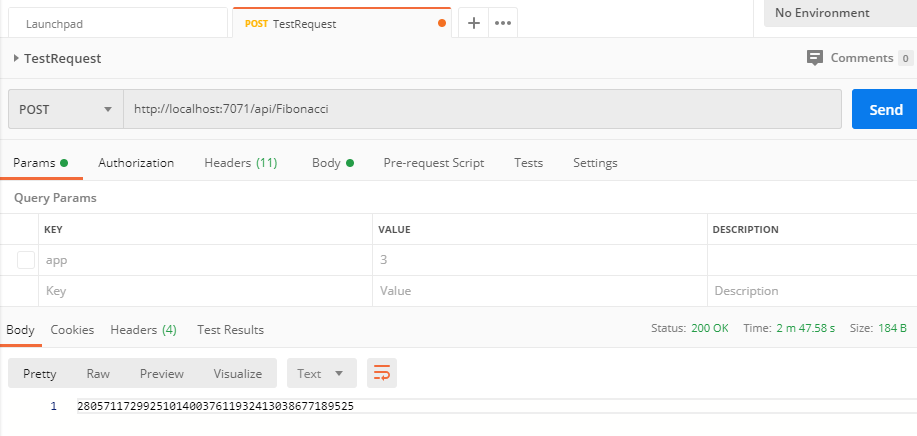 Launchpad
POST TestRequest
No Environment
TestRequest
Comments 0
POST http://localhost:7071/api/Fibonacci Send
Params Authorization Headers (11) Body Pre-request Script Tests Settings
Query Params
KEY VALUE DESCRIPTION
app 3
Key Value Description
Body Cookies Headers (4) Test Results Status: 200 OK Time: 2 m 47.58 s Size: 184 B
Pretty Raw Preview Visualize Text
1 280571172992510140037611932413038677189525